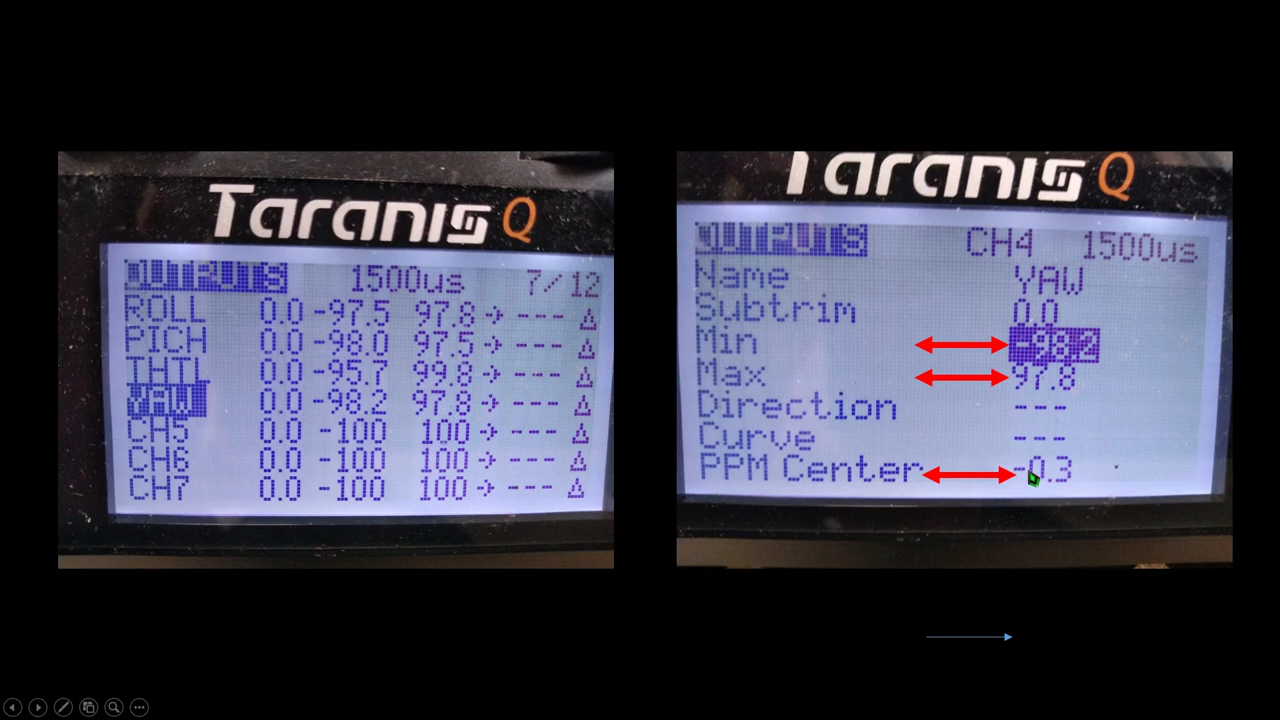 Taranis Q
OUTPUTS 1500us 7/12
ROLL 0.0 -97.5 97.8 → ---
PICH 0.0 -98.0 97.5 → ---
THTL 0.0 -95.7 99.8 → ---
YAW 0.0 -98.2 97.8 → ---
CH5 0.0 -100 100 → ---
CH6 0.0 -100 100 → ---
CH7 0.0 -100 100 → ---
Taranis Q
OUTPUTS CH4 1500us
Name YAW
Subtrim 0.0
Min -98.2
Max 97.8
Direction ---
Curve ---
PPM Center -0.3